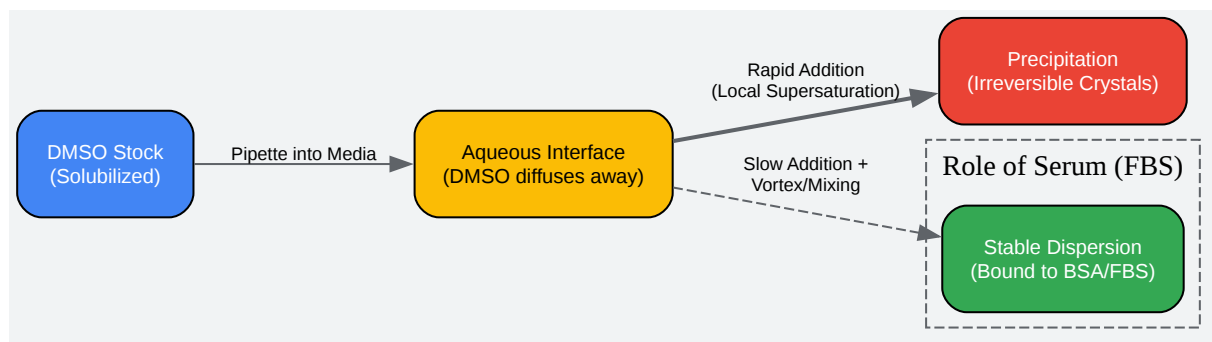 DMSO Stock
(Solubilized)
Pipette into Media
Aqueous Interface
(DMSO diffuses away)
Rapid Addition
(Local Supersaturation)
Precipitation
(Irreversible Crystals)
Slow Addition +
Vortex/Mixing
Role of Serum (FBS)
Stable Dispersion
(Bound to BSA/FBS)